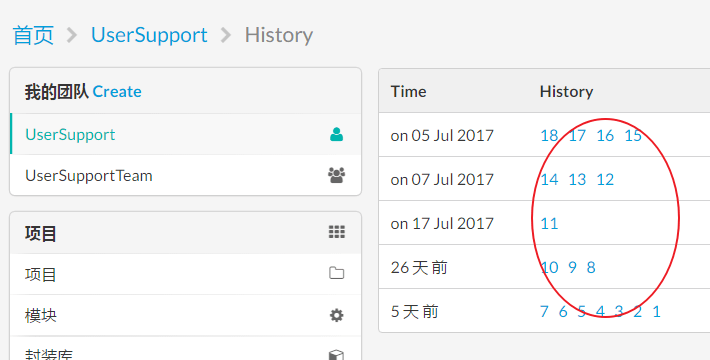 首页 > UserSupport > History
我的团队 Create
UserSupport
UserSupportTeam
项目
项目
模块
封装库
Time History
on 05 Jul 2017 18 17 16 15
on 07 Jul 2017 14 13 12
on 17 Jul 2017 11
26 天 前 10 9 8
5 天 前 7 6 5 4 3 2 1